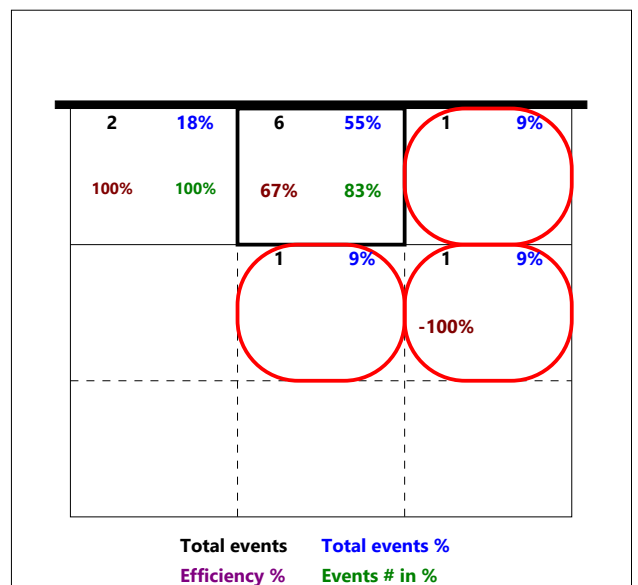 2 18% 6 55% 1 9%
100% 100% 67% 83%
1 9% 1 9%
-100%
Total events Total events %
Efficiency % Events # in %